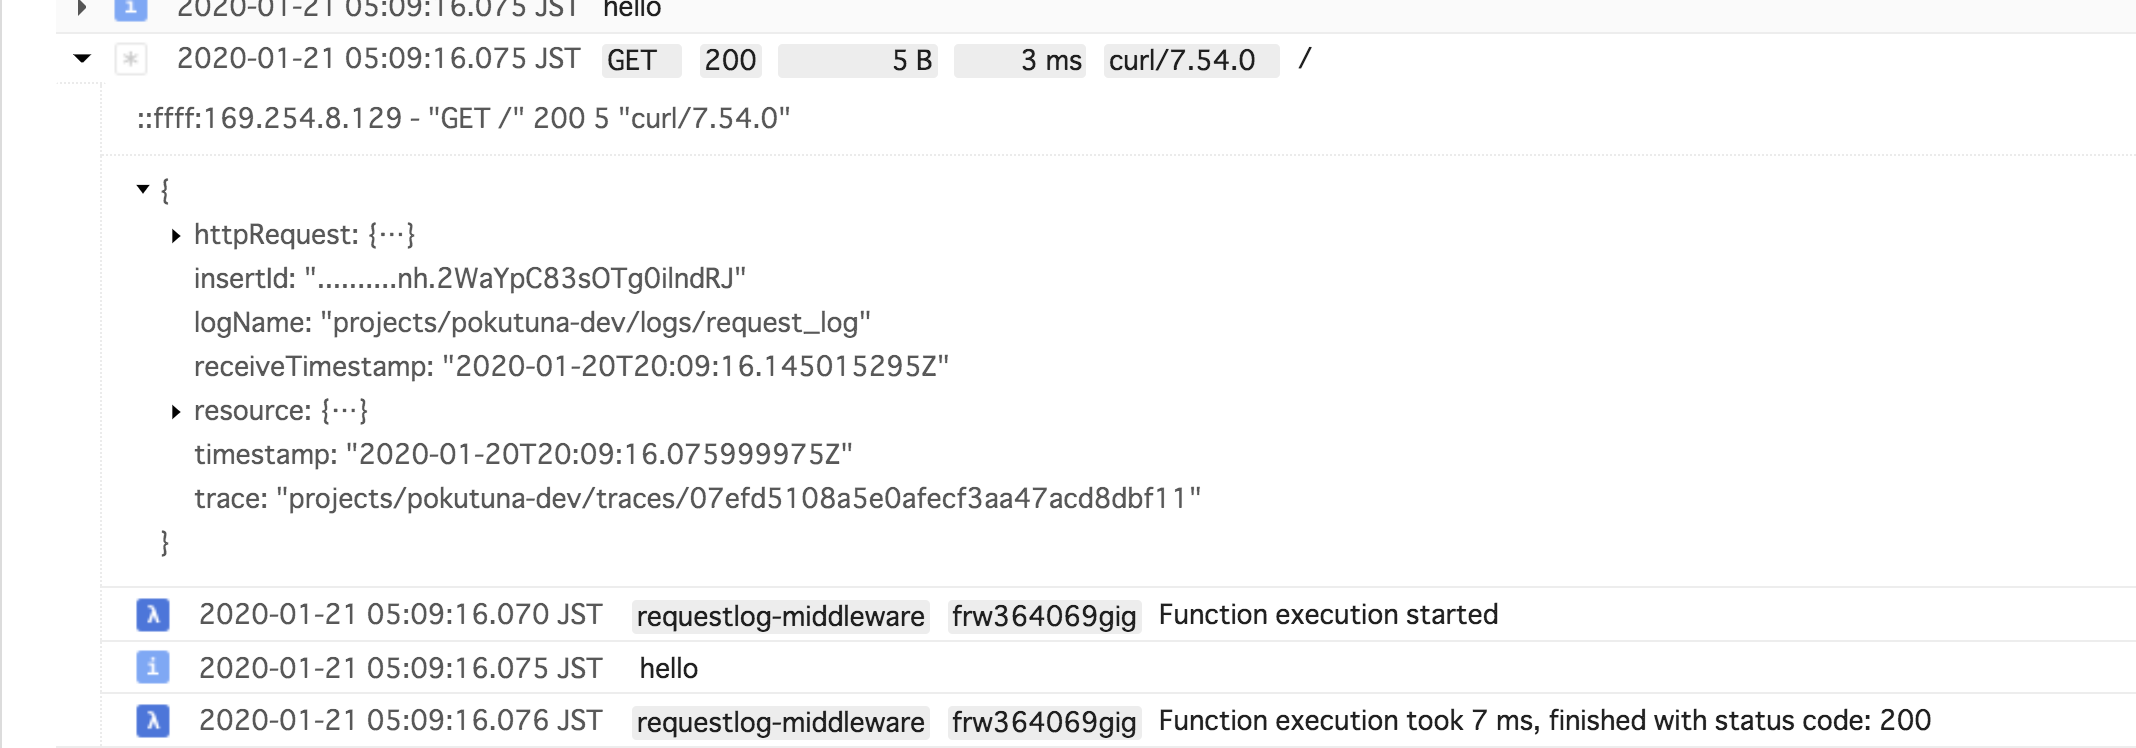 i 2020-01-21 05:09:16.075 JST hello
* 2020-01-21 05:09:16.075 JST GET 200 5 B 3 ms curl/7.54.0 /
::ffff:169.254.8.129 - "GET /" 200 5 "curl/7.54.0"
{
httpRequest: {…}
insertId: "..........nh.2WaYpC83sOTg0ilndRJ"
logName: "projects/pokutuna-dev/logs/request_log"
receiveTimestamp: "2020-01-20T20:09:16.145015295Z"
resource: {…}
timestamp: "2020-01-20T20:09:16.075999975Z"
trace: "projects/pokutuna-dev/traces/07efd5108a5e0afecf3aa47acd8dbf11"
}
λ 2020-01-21 05:09:16.070 JST requestlog-middleware frw364069gig Function execution started
i 2020-01-21 05:09:16.075 JST hello
λ 2020-01-21 05:09:16.076 JST requestlog-middleware frw364069gig Function execution took 7 ms, finished with status code: 200